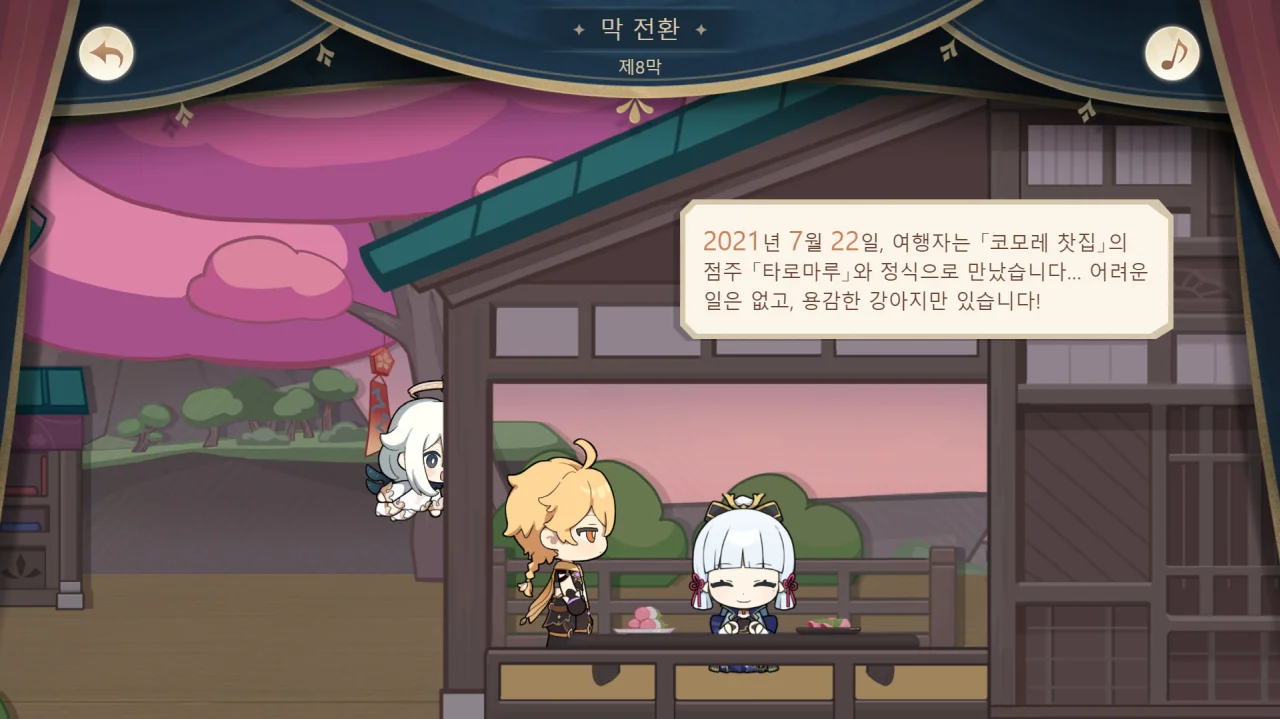 막 전환
제8막
2021년 7월 22일, 여행자는 「코모레 찻집」의
점주 「타로마루」와 정식으로 만났습니다... 어려운
일은 없고, 용감한 강아지만 있습니다!